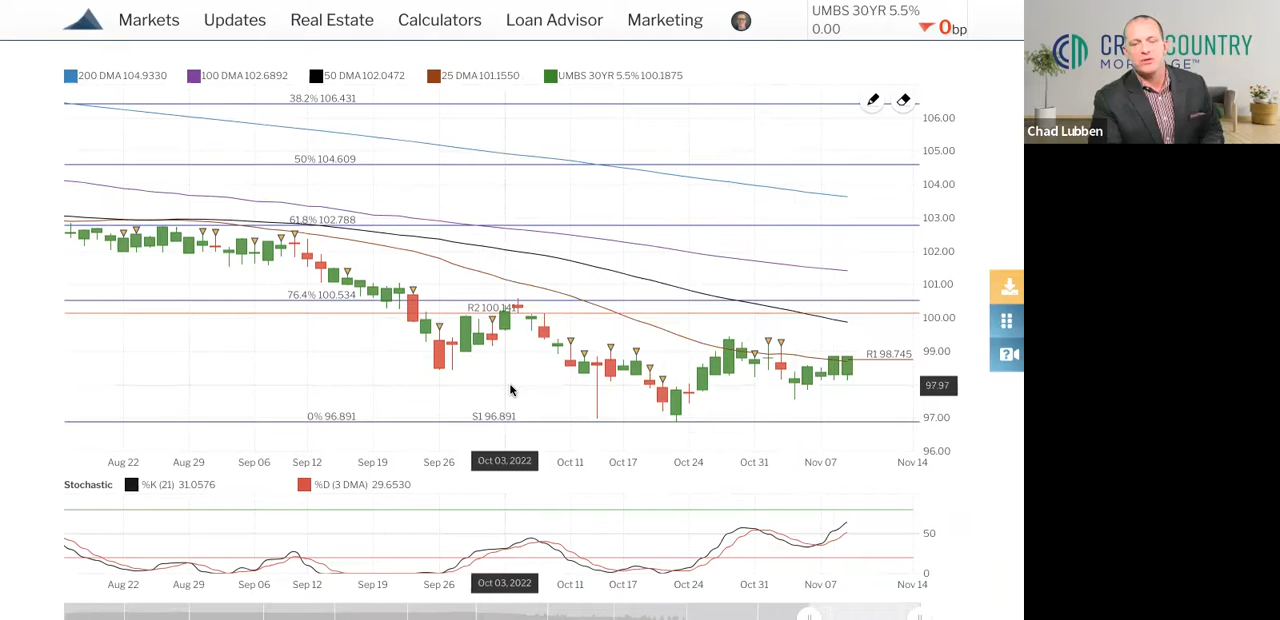 Markets Updates Real Estate Calculators Loan Advisor Marketing
UMBS 30YR 5.5%
0.00 0bp
200 DMA 104.9330 100 DMA 102.6892 50 DMA 102.0472 25 DMA 101.1550 UMBS 30YR 5.5% 100.1875
38.2% 106.431
50% 104.609
61.8% 102.788
76.4% 100.534
R2 100.141
R1 98.745
0% 96.891
S1 96.891
106.00
105.00
104.00
103.00
102.00
101.00
100.00
99.00
97.97
97.00
96.00
Aug 22 Aug 29 Sep 06 Sep 12 Sep 19 Sep 26 Oct 03, 2022 Oct 11 Oct 17 Oct 24 Oct 31 Nov 07 Nov 14
Stochastic %K (21) 31.0576 %D (3 DMA) 29.6530
50
0
Aug 22 Aug 29 Sep 06 Sep 12 Sep 19 Sep 26 Oct 03, 2022 Oct 11 Oct 17 Oct 24 Oct 31 Nov 07 Nov 14
COUNTRY
Chad Lubben